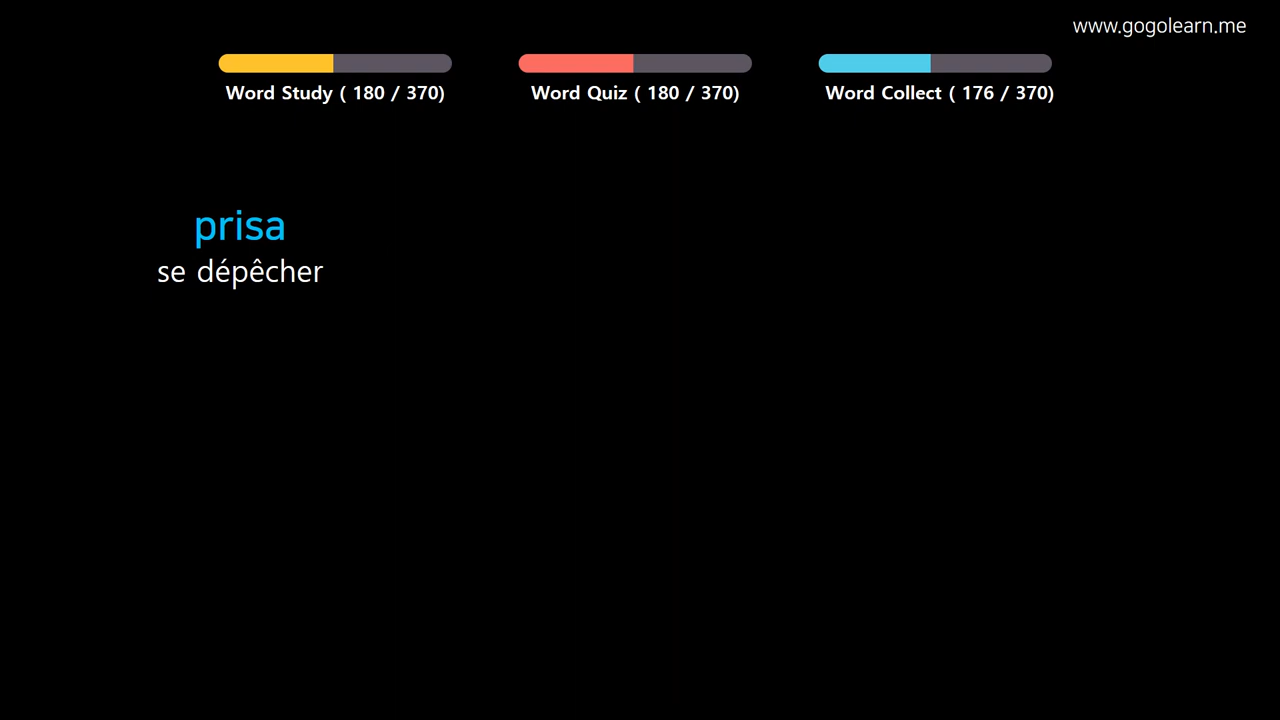 www.gogolearn.me
Word Study ( 180 / 370)
Word Quiz ( 180 / 370)
Word Collect ( 176 / 370)
prisa
se dépêcher